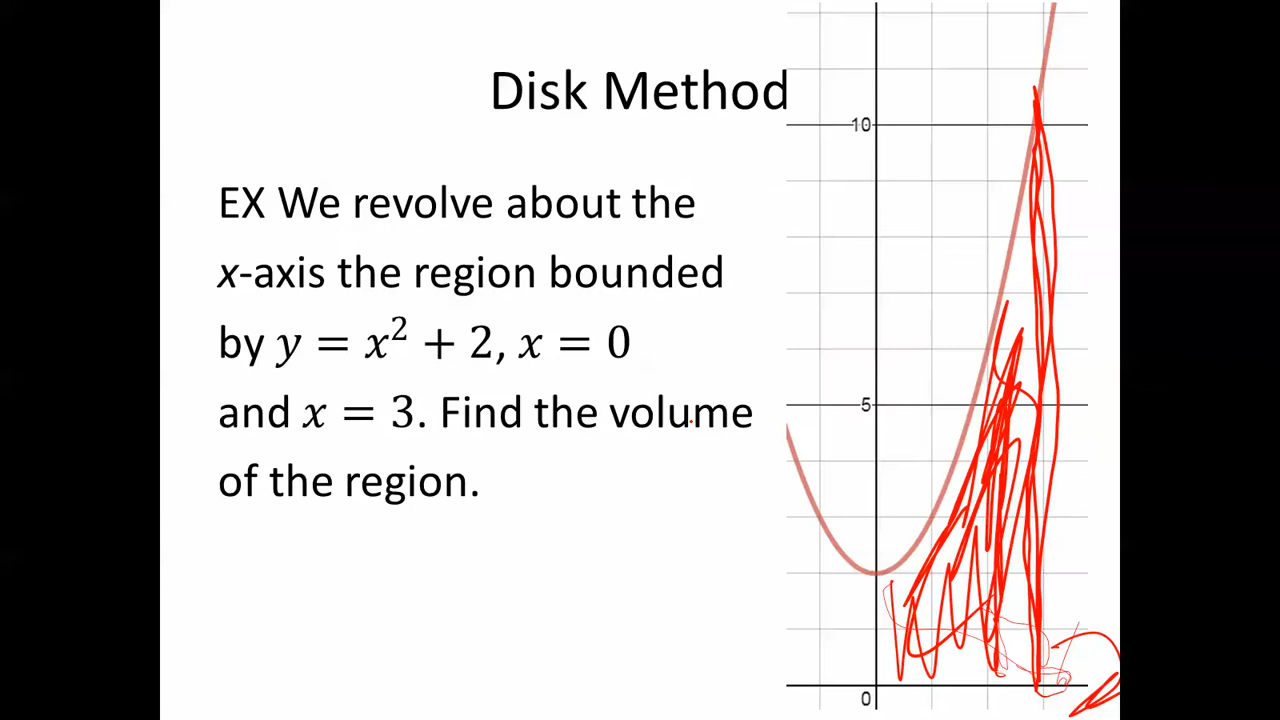 Disk Method
EX We revolve about the
x-axis the region bounded
by y = x² + 2, x = 0
and x = 3. Find the volume
of the region.
10
5
0